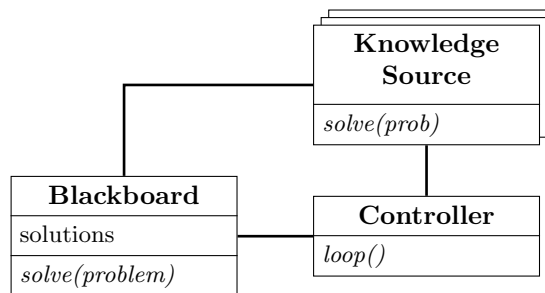 Knowledge
Source
solve(prob)
Blackboard
solutions
solve(problem)
Controller
loop()